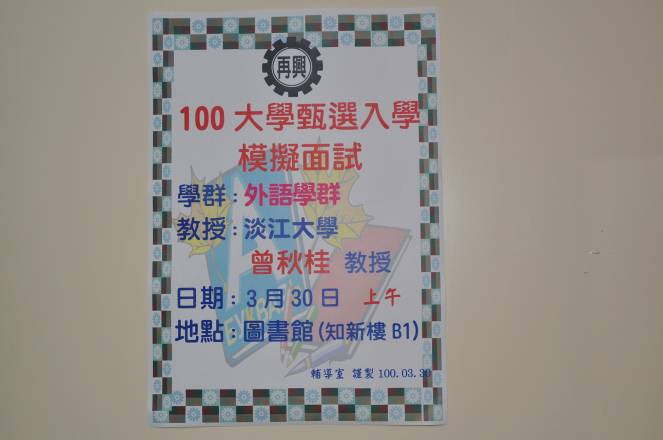 再興
100 大學甄選入學
模擬面試
學群：外語學群
教授：淡江大學
曾秋桂 教授
日期：3月30日 上午
地點：圖書館(知新樓 B1)
輔導室 謹製 100.03.30